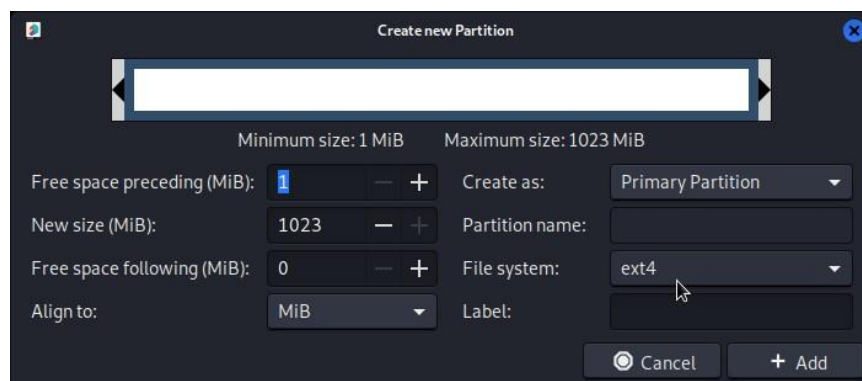 Create new Partition
Minimum size: 1 MiB Maximum size: 1023 MiB
Free space preceding (MiB): 1 Create as: Primary Partition
New size (MiB): 1023 Partition name:
Free space following (MiB): 0 File system: ext4
Align to: MiB Label:
Cancel + Add